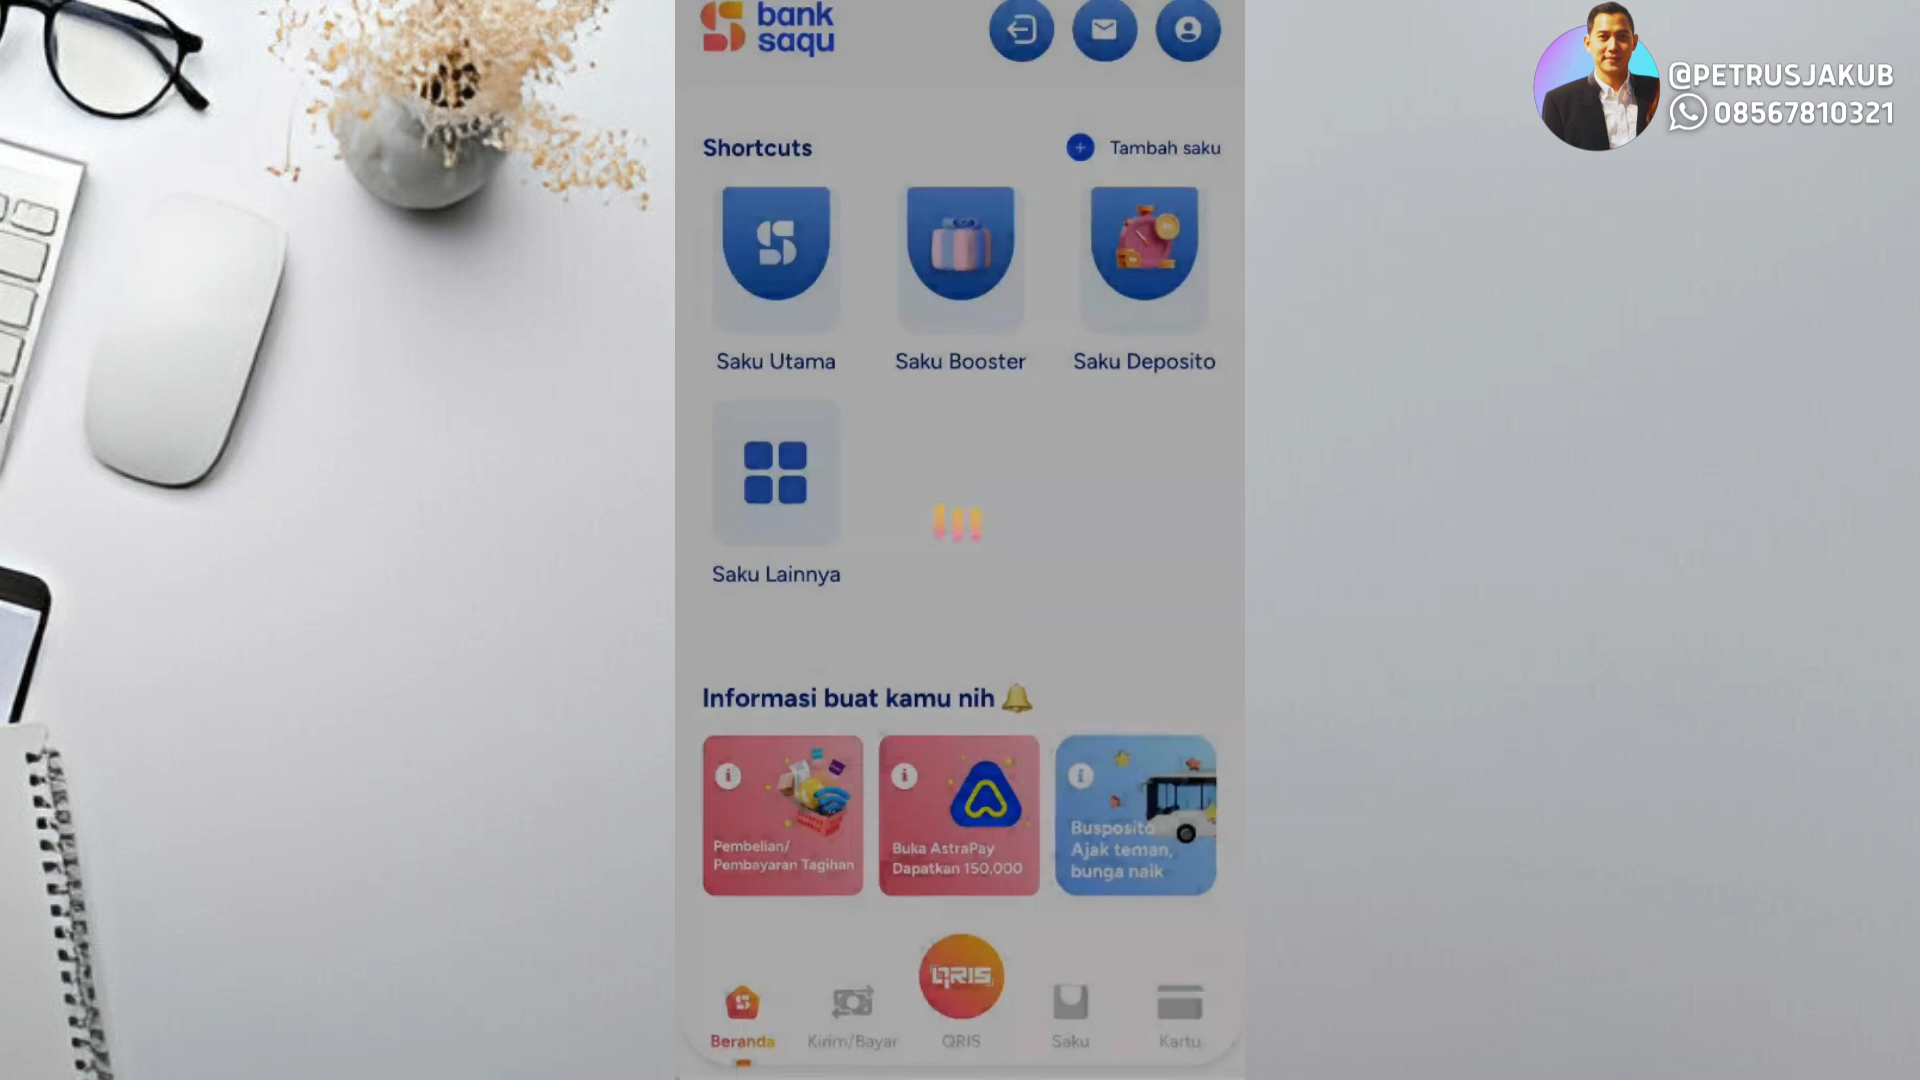 bank
saqu
@PETRUSJAKUB
08567810321
Shortcuts
Tambah saku
Saku Utama
Saku Booster
Saku Deposito
Saku Lainnya
Informasi buat kamu nih
Pembelian/
Pembayaran Tagihan
Buka AstraPay
Dapatkan 150,000
Busposito
Ajak teman,
bunga naik
QRIS
Beranda
Kirim/Bayar
QRIS
Saku
Kartu